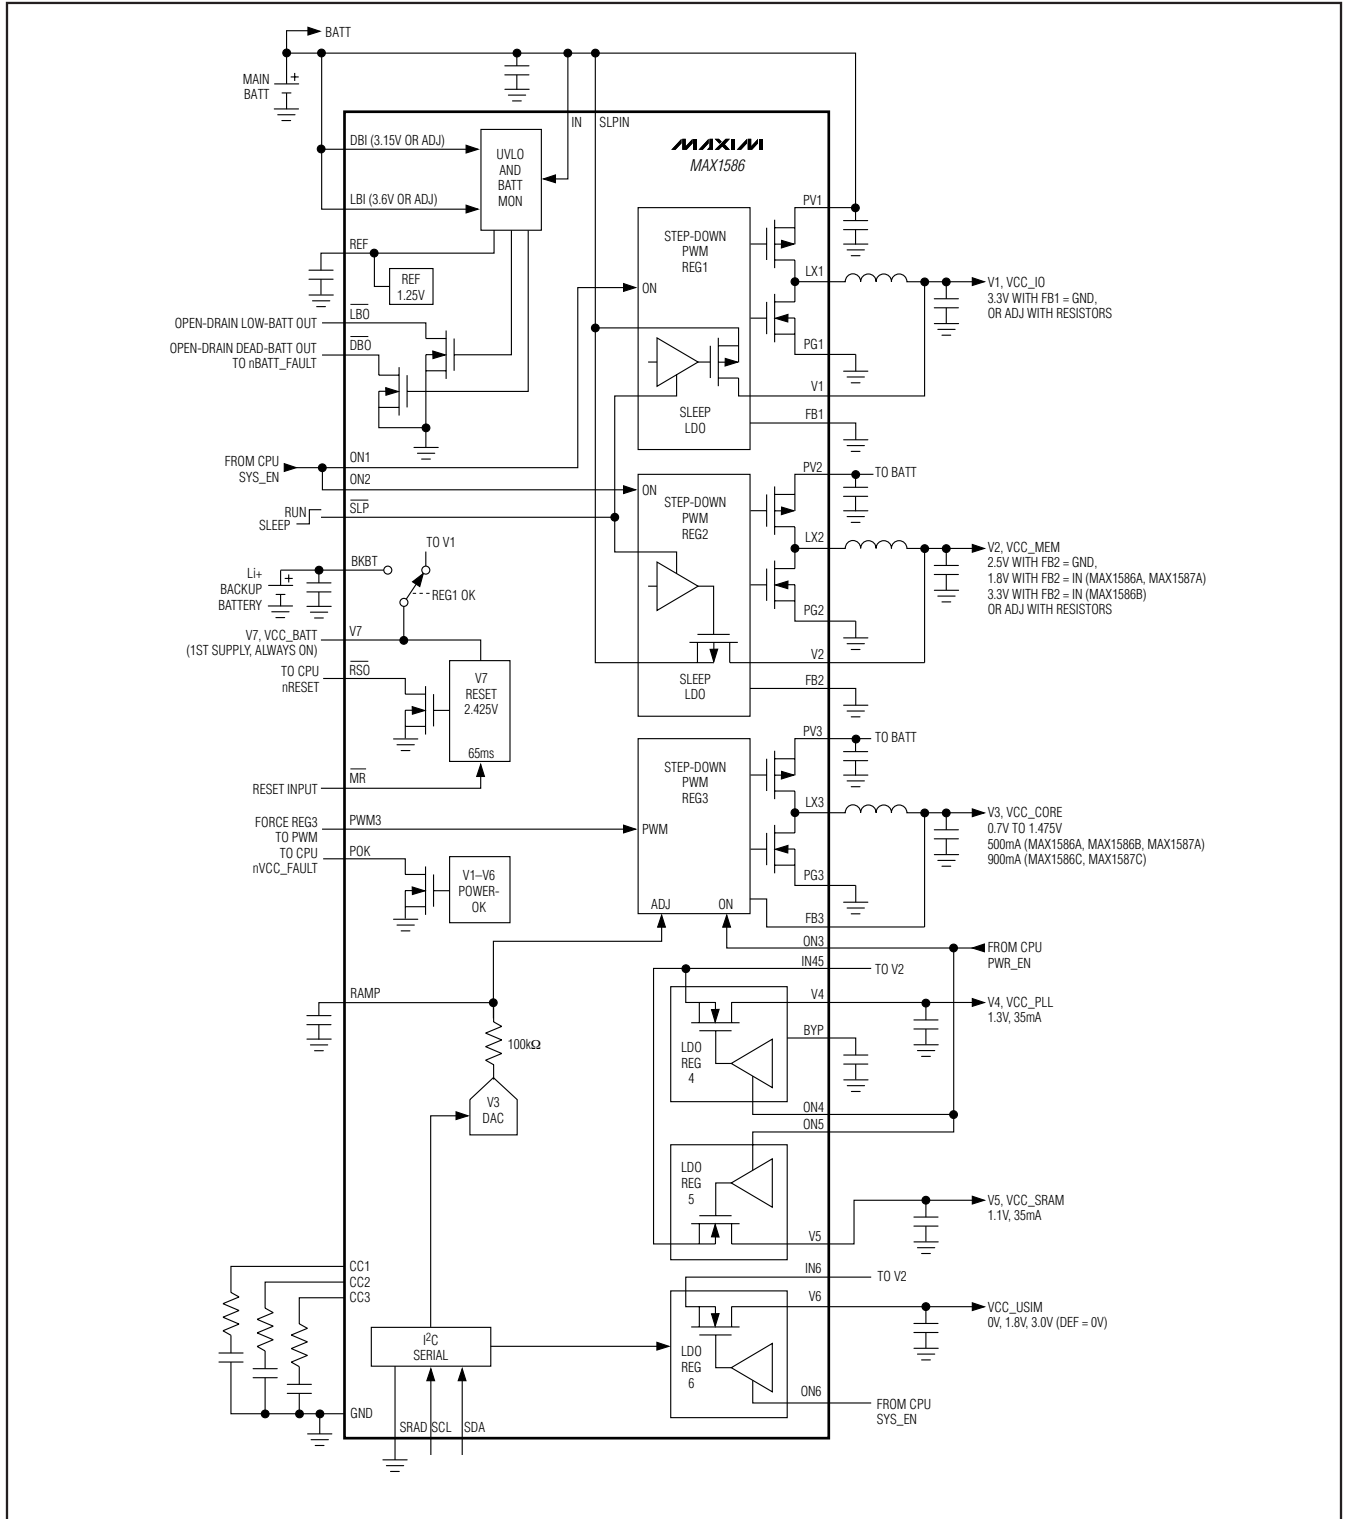 BATT
MAIN
BATT
+
IN
SLPIN
MAXIM
MAX1586
DBI (3.15V OR ADJ)
LBI (3.6V OR ADJ)
UVLO
AND
BATT
MON
REF
REF
1.25V
LBO
OPEN-DRAIN LOW-BATT OUT
DBO
OPEN-DRAIN DEAD-BATT OUT
TO nBATT_FAULT
PV1
STEP-DOWN
PWM
REG1
ON
LX1
V1, VCC_IO
3.3V WITH FB1 = GND,
OR ADJ WITH RESISTORS
PG1
V1
SLEEP
LDO
FB1
FROM CPU
SYS_EN
ON1
ON2
RUN
SLEEP
SLP
PV2
TO BATT
ON
STEP-DOWN
PWM
REG2
LX2
V2, VCC_MEM
2.5V WITH FB2 = GND,
1.8V WITH FB2 = IN (MAX1586A, MAX1587A)
3.3V WITH FB2 = IN (MAX1586B)
OR ADJ WITH RESISTORS
PG2
V2
SLEEP
LDO
FB2
TO V1
BKBT
Li+
BACKUP
BATTERY
+
REG1 OK
V7, VCC_BATT
(1ST SUPPLY, ALWAYS ON)
V7
TO CPU
nRESET
RSO
V7
RESET
2.425V
65ms
MR
RESET INPUT
PV3
TO BATT
STEP-DOWN
PWM
REG3
LX3
V3, VCC_CORE
0.7V TO 1.475V
500mA (MAX1586A, MAX1586B, MAX1587A)
900mA (MAX1586C, MAX1587C)
FORCE REG3
TO PWM
PWM3
PWM
TO CPU
nVCC_FAULT
POK
V1–V6
POWER-
OK
PG3
ADJ
ON
FB3
ON3
FROM CPU
PWR_EN
IN45
TO V2
RAMP
100kΩ
V3
DAC
V4
V4, VCC_PLL
1.3V, 35mA
BYP
LDO
REG
4
ON4
ON5
LDO
REG
5
V5
V5, VCC_SRAM
1.1V, 35mA
CC1
CC2
CC3
IN6
TO V2
V6
VCC_USIM
0V, 1.8V, 3.0V (DEF = 0V)
I2C
SERIAL
LDO
REG
6
ON6
FROM CPU
SYS_EN
GND
SRAD
SCL
SDA